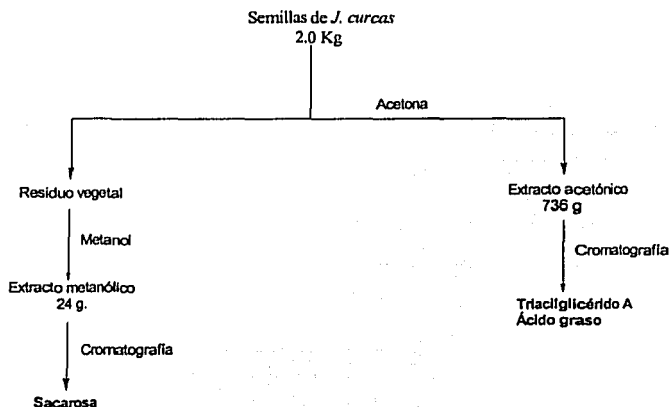 Semillas de J. curcas
2.0 Kg
Acetona
Residuo vegetal
Metanol
Extracto metanólico
24 g.
Cromatografía
Sacarosa
Extracto acetónico
736 g
Cromatografía
Triacilglicérido A
Ácido graso